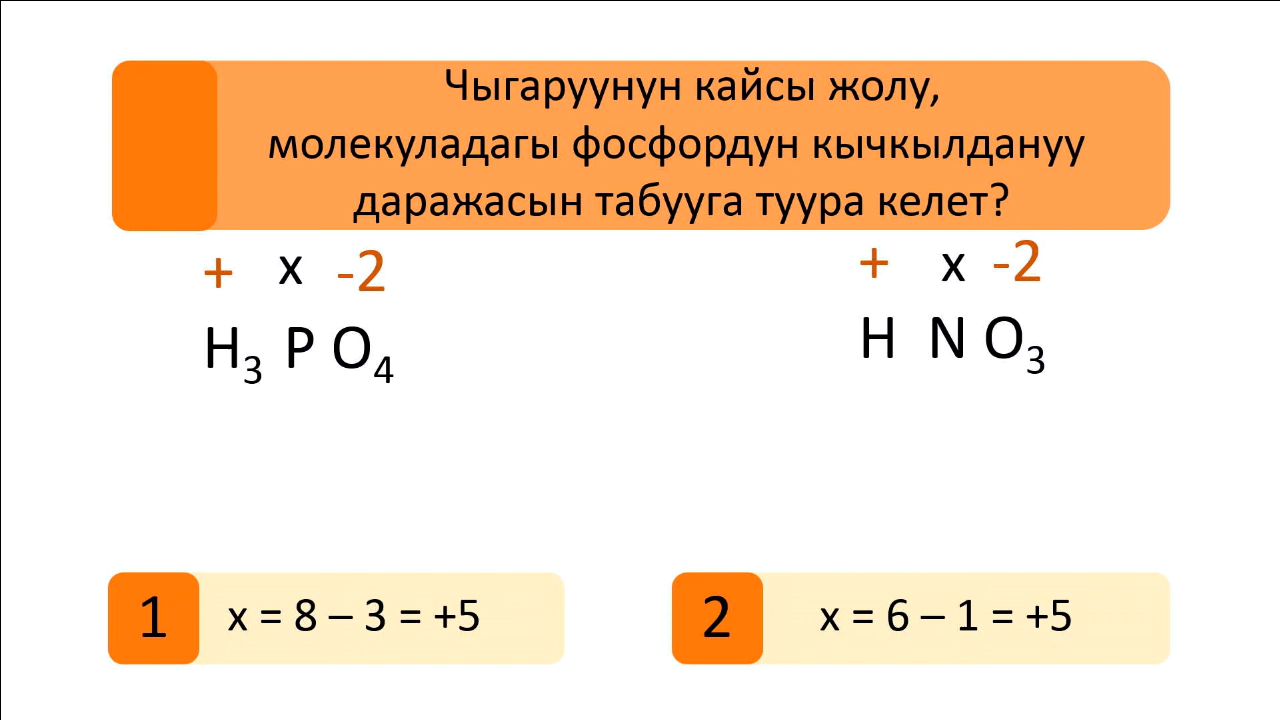 Чыгаруунун кайсы жолу,
молекуладагы фосфордун кычкылдануу
даражасын табууга туура келет?
+ x -2
H₃ P O₄
+ x -2
H N O₃
1 x = 8 – 3 = +5
2 x = 6 – 1 = +5